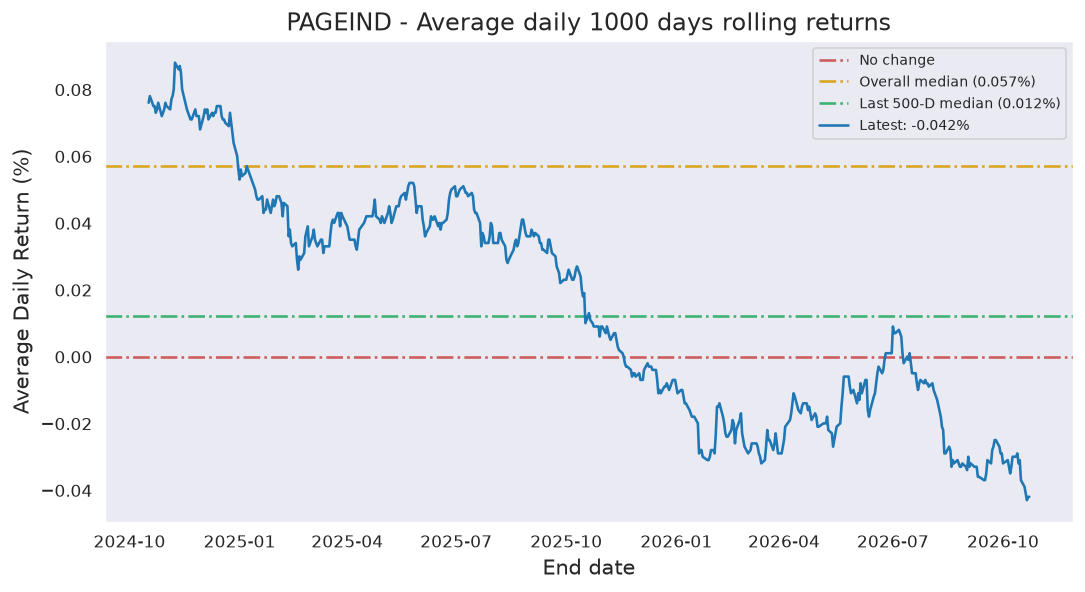 PAGEIND - Average daily 1000 days rolling returns
No change
Overall median (0.057%)
Last 500-D median (0.012%)
Latest: -0.042%
Average Daily Return (%)
0.08
0.06
0.04
0.02
0.00
−0.02
−0.04
2024-10
2025-01
2025-04
2025-07
2025-10
2026-01
2026-04
2026-07
2026-10
End date